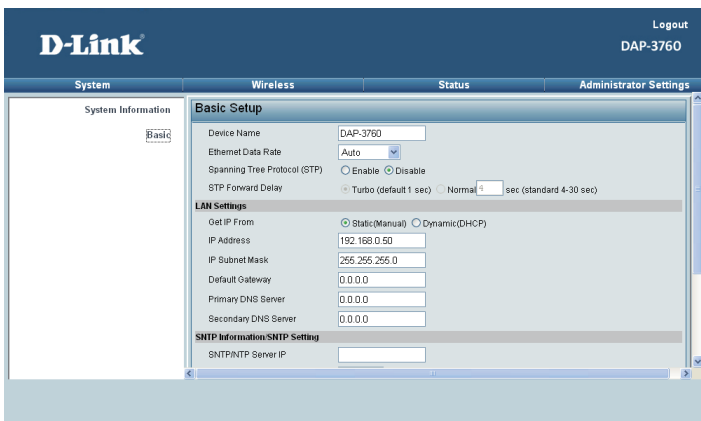 Logout
D-Link
DAP-3760
System Wireless Status Administrator Settings
System Information
Basic
Basic Setup
Device Name DAP-3760
Ethernet Data Rate Auto
Spanning Tree Protocol (STP) Enable Disable
STP Forward Delay Turbo (default 1 sec) Normal 4 sec (standard 4-30 sec)
LAN Settings
Get IP From Static(Manual) Dynamic(DHCP)
IP Address 192.168.0.50
IP Subnet Mask 255.255.255.0
Default Gateway 0.0.0.0
Primary DNS Server 0.0.0.0
Secondary DNS Server 0.0.0.0
SNTP Information/SNTP Setting
SNTP/NTP Server IP